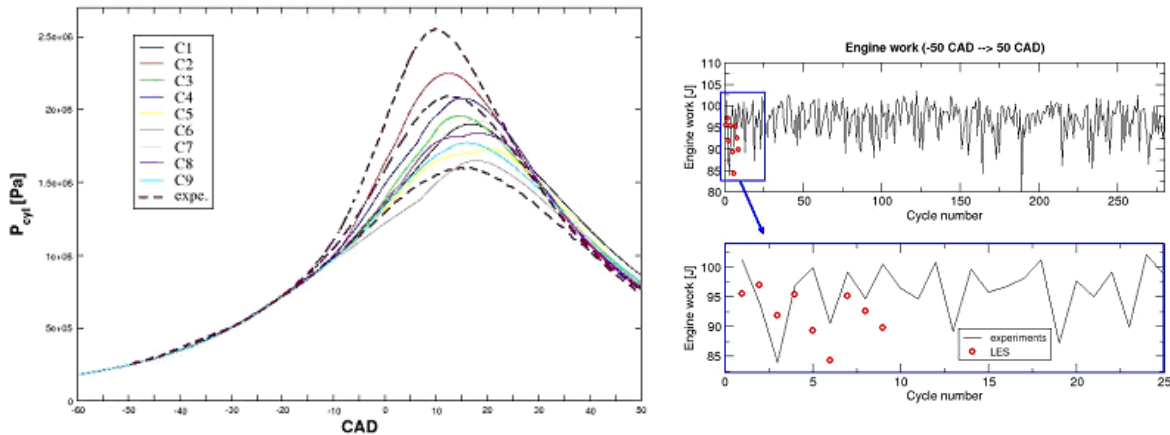 2.5e+06
2e+06
1.5e+06
1e+06
5e+05
0
P_cyl [Pa]
C1
C2
C3
C4
C5
C6
C7
C8
C9
expe.
-60 -50 -40 -30 -20 -10 0 10 20 30 40 50
CAD
Engine work (-50 CAD --> 50 CAD)
110
105
100
95
90
85
80
Engine work [J]
0 50 100 150 200 250
Cycle number
100
95
90
85
Engine work [J]
experiments
LES
0 5 10 15 20 25
Cycle number